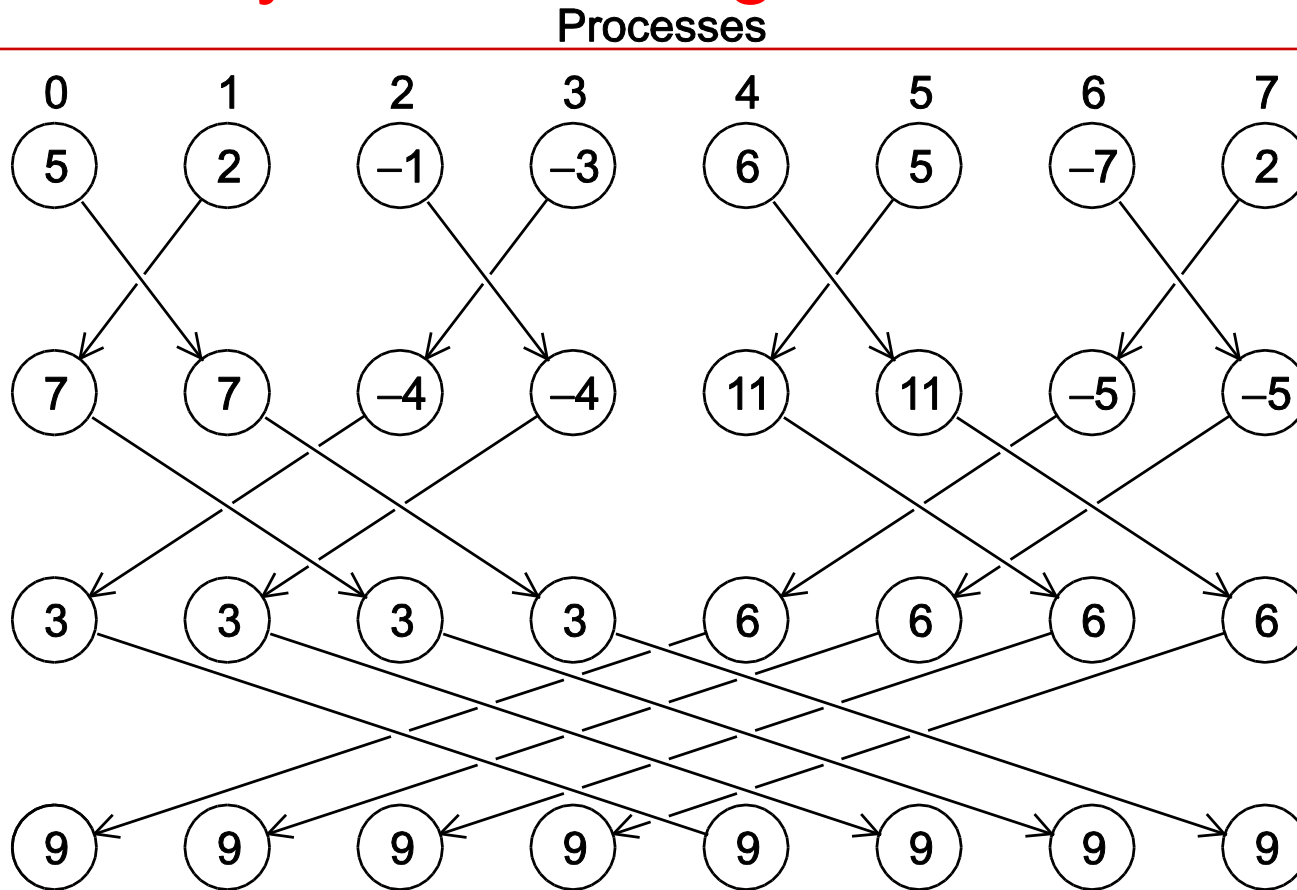 Processes
0 1 2 3 4 5 6 7
5 2 –1 –3 6 5 –7 2
7 7 –4 –4 11 11 –5 –5
3 3 3 3 6 6 6 6
9 9 9 9 9 9 9 9